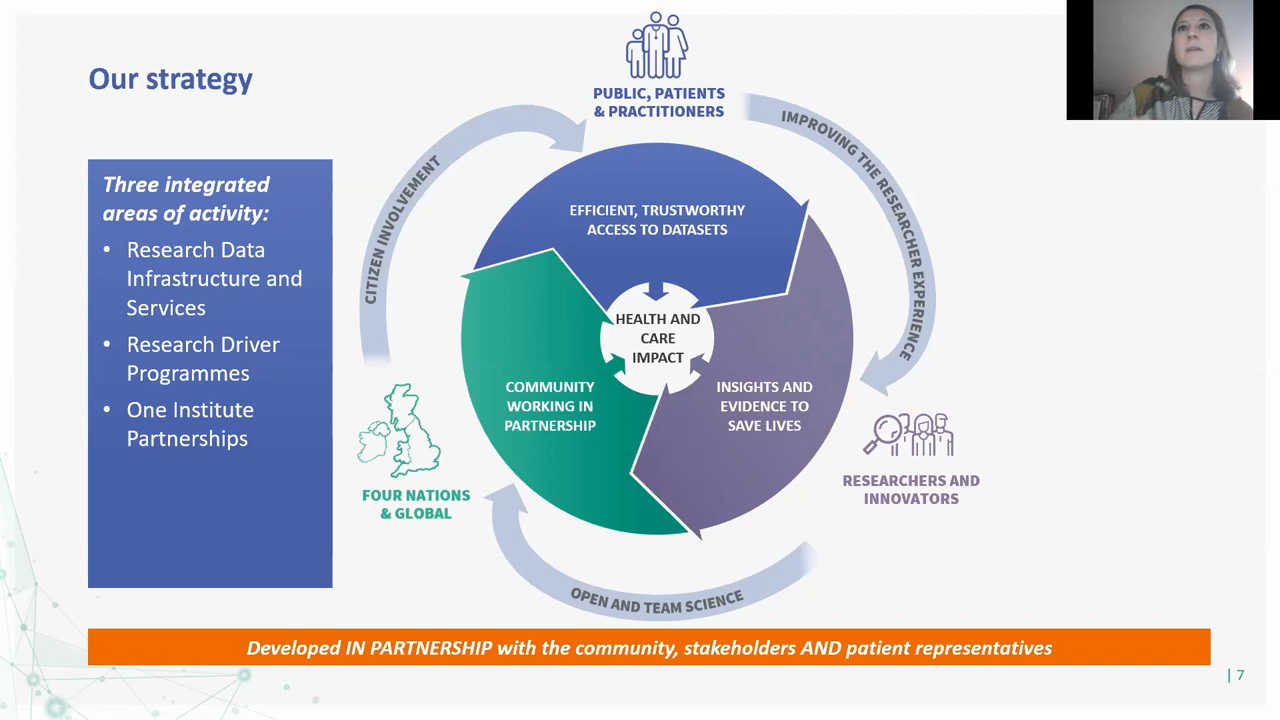 Our strategy
Three integrated
areas of activity:
• Research Data
Infrastructure and
Services
• Research Driver
Programmes
• One Institute
Partnerships
PUBLIC, PATIENTS
& PRACTITIONERS
CITIZEN INVOLVEMENT
IMPROVING THE RESEARCHER EXPERIENCE
EFFICIENT, TRUSTWORTHY
ACCESS TO DATASETS
HEALTH AND
CARE
IMPACT
COMMUNITY
WORKING IN
PARTNERSHIP
INSIGHTS AND
EVIDENCE TO
SAVE LIVES
FOUR NATIONS
& GLOBAL
RESEARCHERS AND
INNOVATORS
OPEN AND TEAM SCIENCE
Developed IN PARTNERSHIP with the community, stakeholders AND patient representatives
| 7